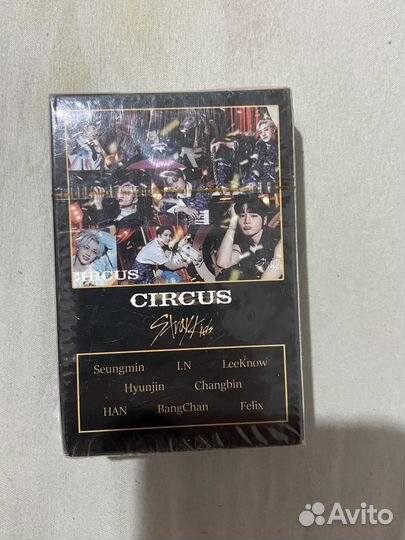 CIRCUS
CIRCUS
Stray Kids
Seungmin I.N LeeKnow
Hyunjin Changbin
HAN BangChan Felix
Avito